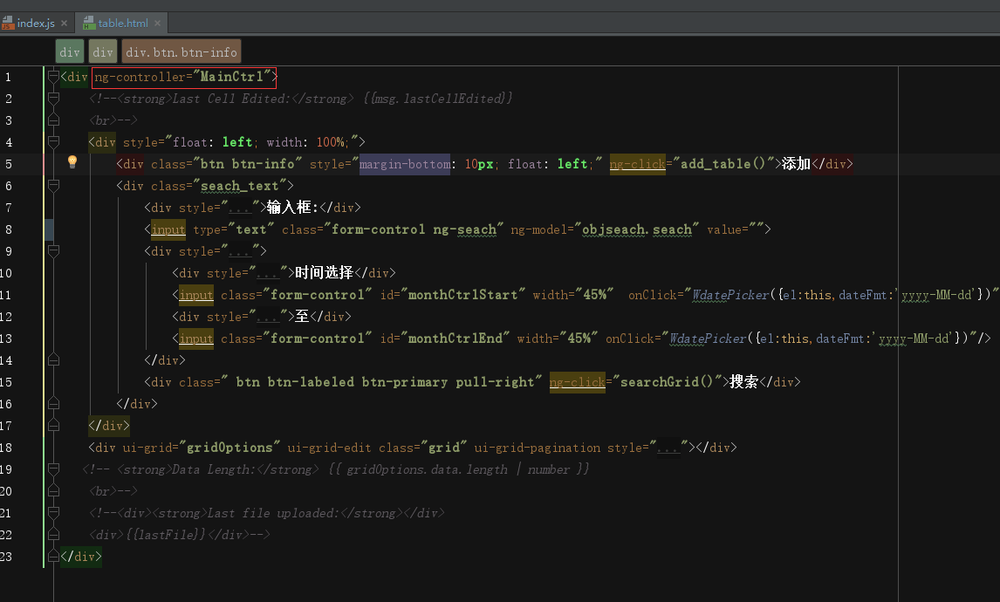 index.js ×
table.html ×
div div div.btn.btn-info
1 <div ng-controller="MainCtrl">
2 <!--<strong>Last Cell Edited:</strong> {{msg.lastCellEdited}}
3 <br>-->
4 <div style="float: left; width: 100%;">
5 <div class="btn btn-info" style="margin-bottom: 10px; float: left;" ng-click="add_table()">添加</div>
6 <div class="seach_text">
7 <div style="...">输入框:</div>
8 <input type="text" class="form-control ng-seach" ng-model="objseach.seach" value="">
9 <div style="...">
10 <div style="...">时间选择</div>
11 <input class="form-control" id="monthCtrlStart" width="45%"  onClick="WdatePicker({el:this,dateFmt:'yyyy-MM-dd'})"
12 <div style="...">至</div>
13 <input class="form-control" id="monthCtrlEnd" width="45%" onClick="WdatePicker({el:this,dateFmt:'yyyy-MM-dd'})"/>
14 </div>
15 <div class=" btn btn-labeled btn-primary pull-right" ng-click="searchGrid()">搜索</div>
16 </div>
17 </div>
18 <div ui-grid="gridOptions" ui-grid-edit class="grid" ui-grid-pagination style="..."></div>
19 <!-- <strong>Data Length:</strong> {{ gridOptions.data.length | number }}
20 <br>-->
21 <!--<div><strong>Last file uploaded:</strong></div>
22 <div>{{lastFile}}</div>-->
23 </div>